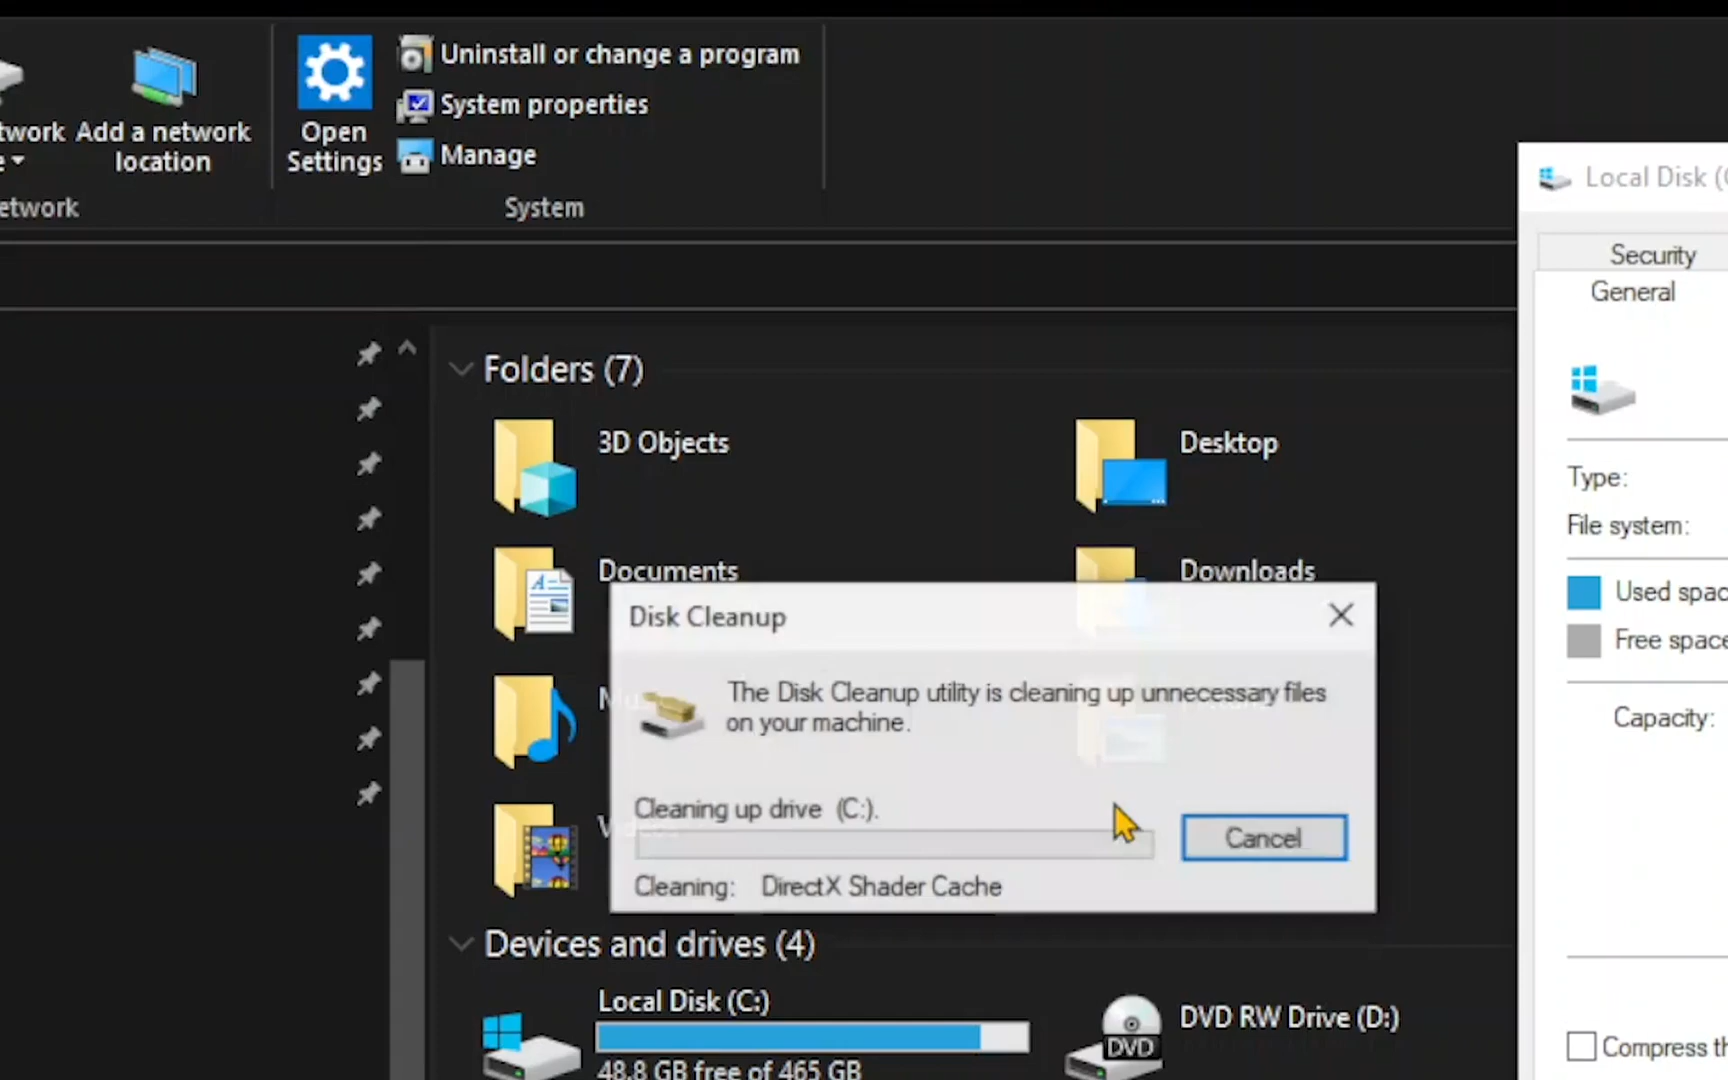 twork
Add a network
location
etwork
Open
Settings
Uninstall or change a program
System properties
Manage
System
Local Disk (C
Security
General
Folders (7)
3D Objects
Desktop
Documents
Downloads
Disk Cleanup
The Disk Cleanup utility is cleaning up unnecessary files
on your machine.
Cleaning up drive (C:).
Cancel
Cleaning: DirectX Shader Cache
Type:
File system:
Used spac
Free space
Capacity:
Compress th
Devices and drives (4)
Local Disk (C:)
48.8 GB free of 465 GB
DVD RW Drive (D:)
DVD